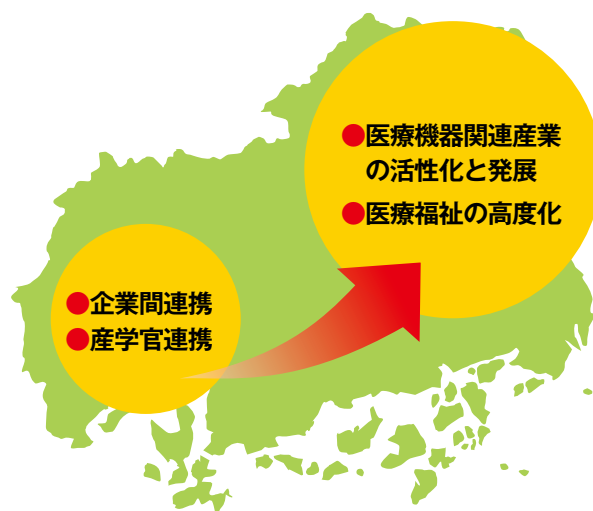 ●医療機器関連産業
の活性化と発展
●医療福祉の高度化
●企業間連携
●産学官連携